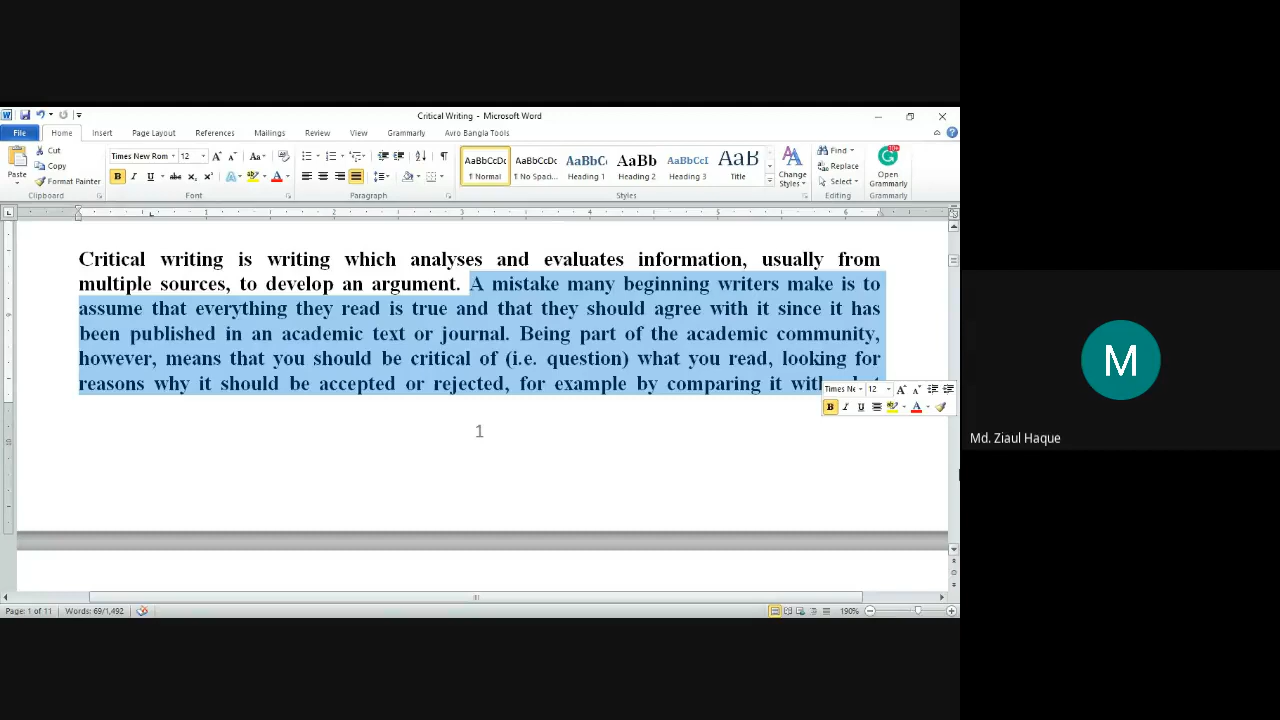 Critical Writing - Microsoft Word
File Home Insert Page Layout References Mailings Review View Grammarly Avro Bangla Tools
Paste
Cut
Copy
Format Painter
Clipboard
Times New Rom 12
Font
Paragraph
AaBbCcDc AaBbCcDc AaBbC AaBb AaBbCcI AaB
¶ Normal ¶ No Spaci... Heading 1 Heading 2 Heading 3 Title
Change Styles
Styles
Find
Replace
Select
Editing
Open Grammarly
Grammarly
1 2 3 4 5 6
Critical writing is writing which analyses and evaluates information, usually from
multiple sources, to develop an argument. A mistake many beginning writers make is to
assume that everything they read is true and that they should agree with it since it has
been published in an academic text or journal. Being part of the academic community,
however, means that you should be critical of (i.e. question) what you read, looking for
reasons why it should be accepted or rejected, for example by comparing it
Times Ne 12
1
Page: 1 of 11 Words: 69/1,492
190%
M
Md. Ziaul Haque